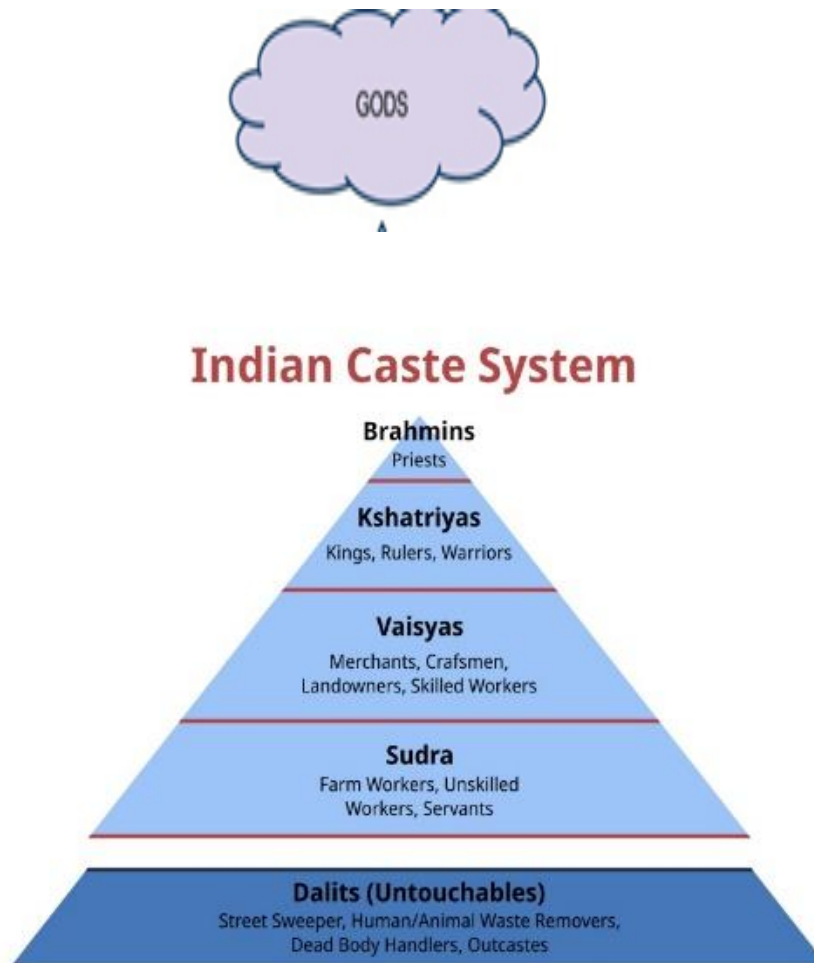 GODS
Indian Caste System
Brahmins
Priests
Kshatriyas
Kings, Rulers, Warriors
Vaisyas
Merchants, Crafsmen,
Landowners, Skilled Workers
Sudra
Farm Workers, Unskilled
Workers, Servants
Dalits (Untouchables)
Street Sweeper, Human/Animal Waste Removers,
Dead Body Handlers, Outcastes